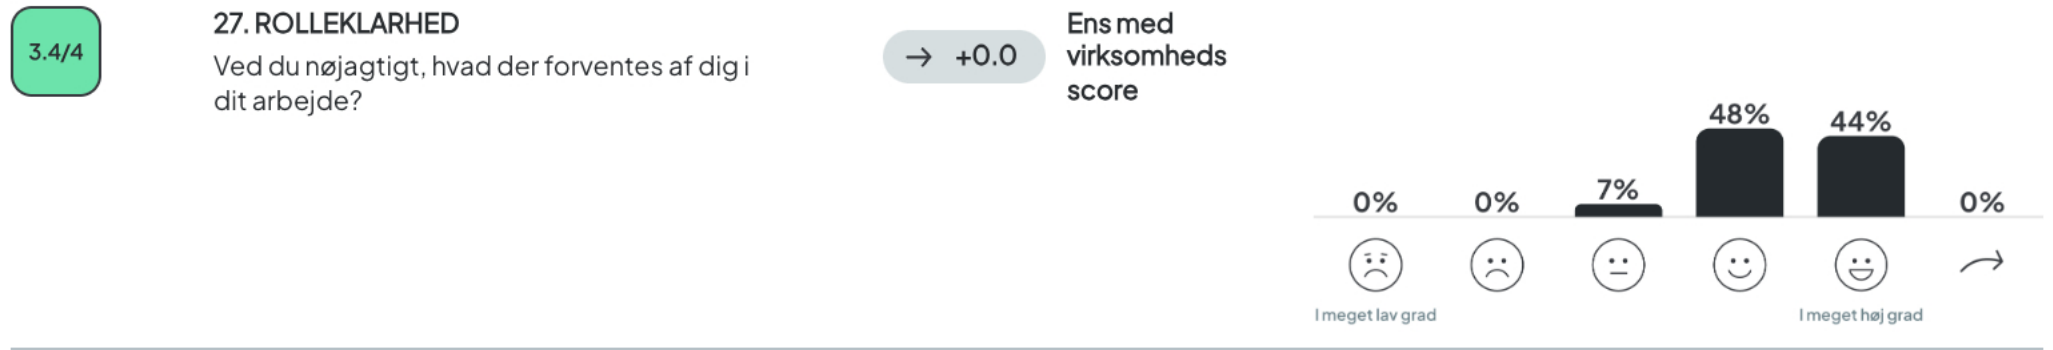 3.4/4
27. ROLLEKLARHED
Ved du nøjagtigt, hvad der forventes af dig i
dit arbejde?
→ +0.0
Ens med
virksomheds
score
0%
0%
7%
48%
44%
0%
I meget lav grad
I meget høj grad